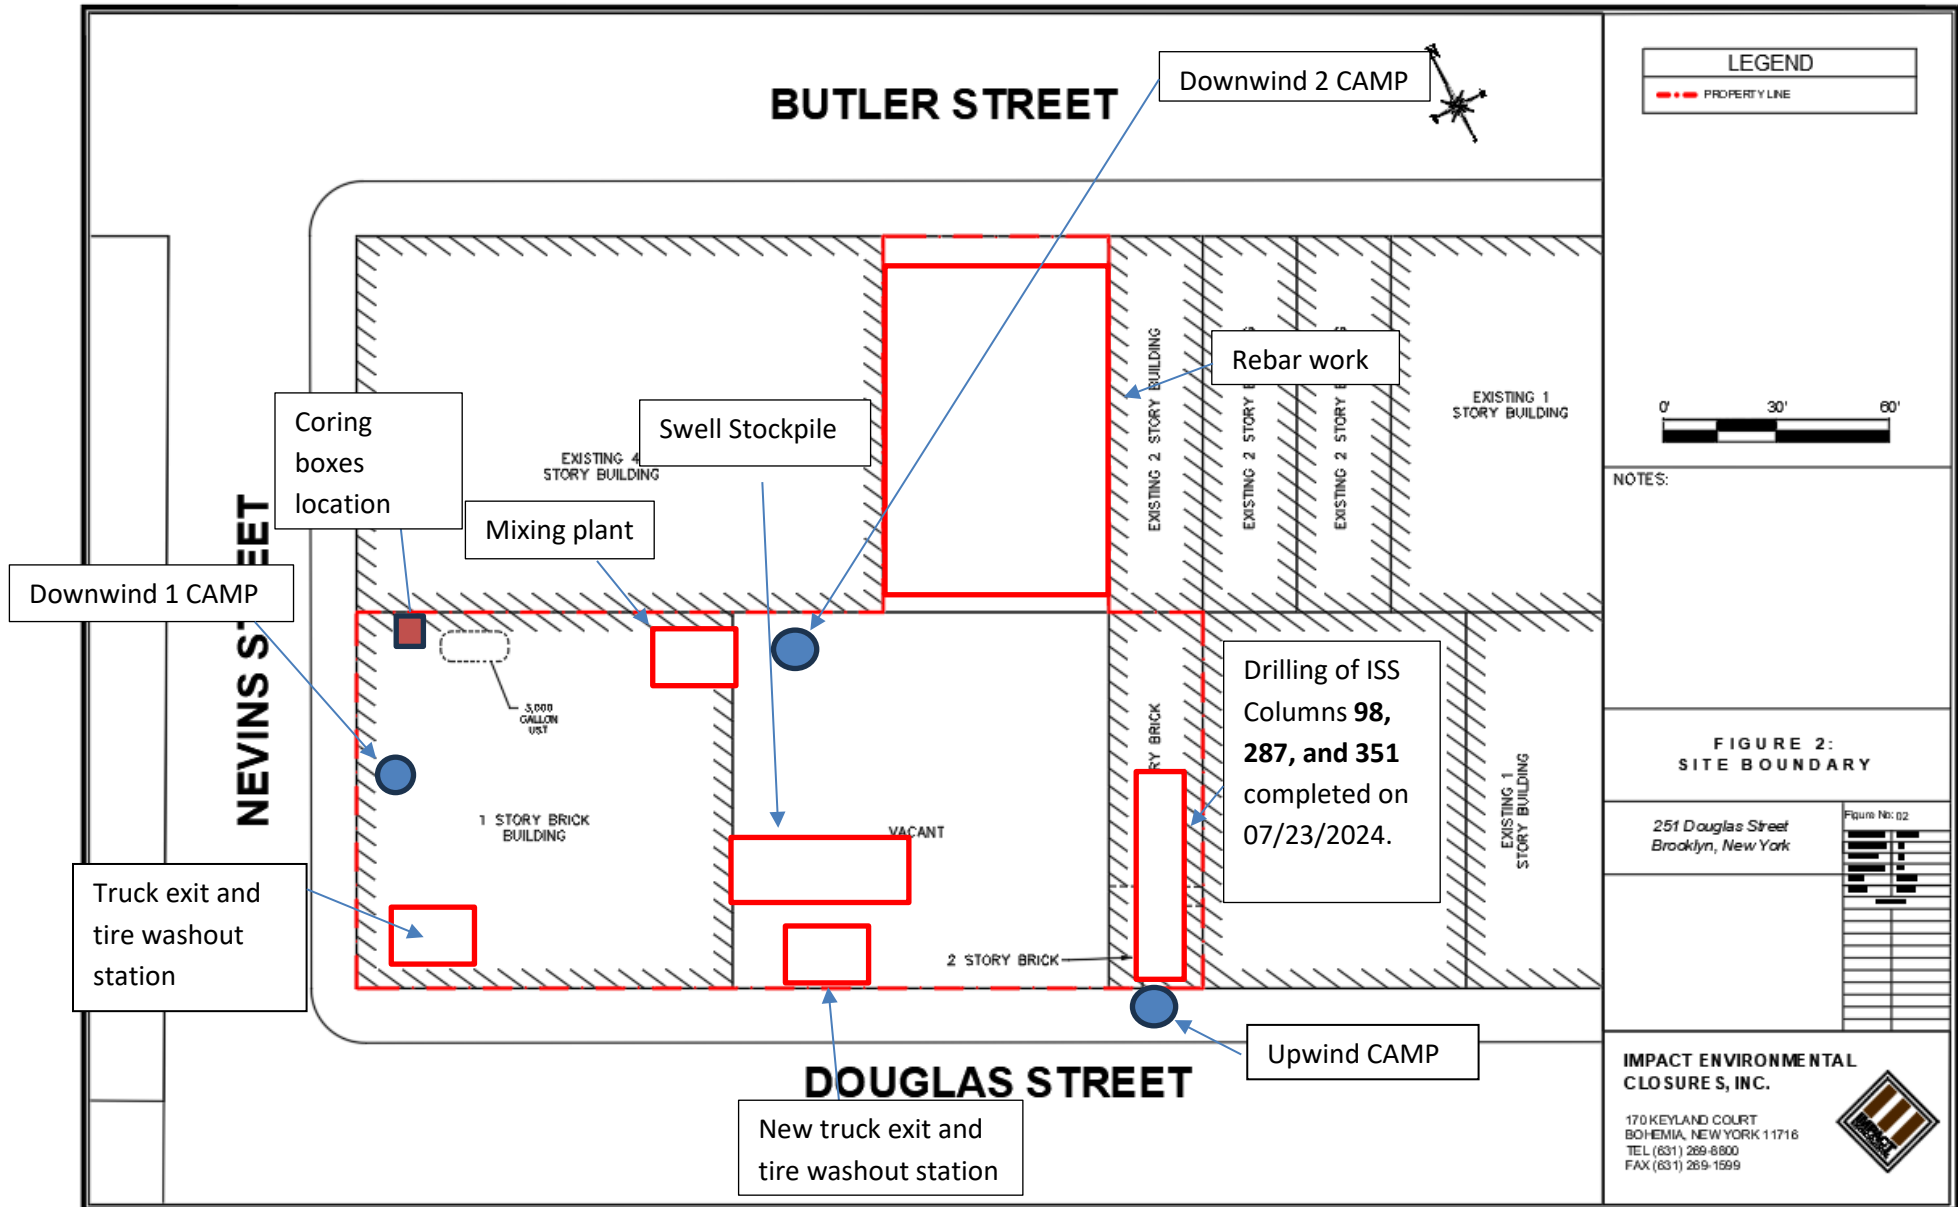 BUTLER STREET
Downwind 2 CAMP
LEGEND
PROPERTY LINE
Coring
boxes
location
Swell Stockpile
Rebar work
EXISTING 4
STORY BUILDING
Mixing plant
EXISTING 2 STORY BUILDING
EXISTING 2 STORY
EXISTING 2 STORY
EXISTING 1
STORY BUILDING
0' 30' 60'
NOTES:
NEVINS STREET
Downwind 1 CAMP
3,000
GALLON
UST
1 STORY BRICK
BUILDING
VACANT
RY BRICK
Drilling of ISS
Columns 98,
287, and 351
completed on
07/23/2024.
EXISTING 1
STORY BUILDING
Truck exit and
tire washout
station
2 STORY BRICK
Upwind CAMP
DOUGLAS STREET
New truck exit and
tire washout station
FIGURE 2:
SITE BOUNDARY
251 Douglas Street
Brooklyn, New York
Figure No: 02
IMPACT ENVIRONMENTAL
CLOSURES, INC.
170 KEYLAND COURT
BOHEMIA, NEW YORK 11716
TEL (631) 269-8800
FAX (631) 269-1599
IMPACT